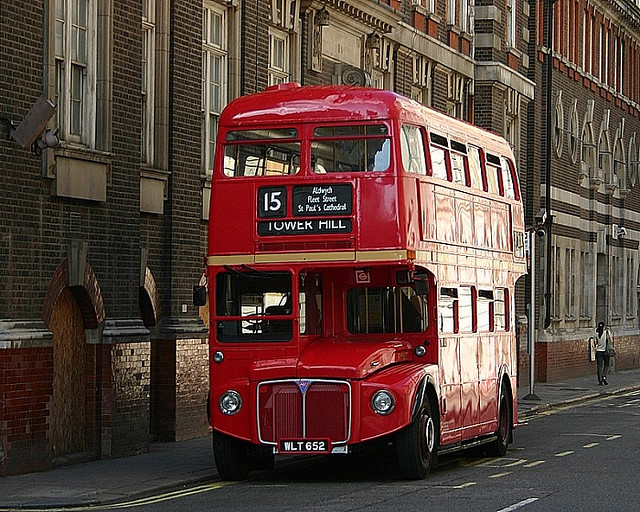 15
Aldwych
Fleet Street
St Paul's Cathedral
TOWER HILL
WLT 652